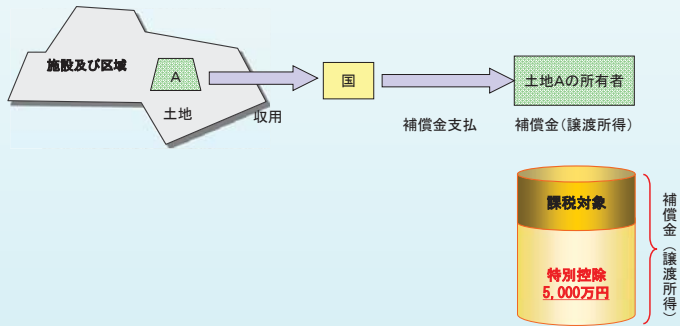 施設及び区域
A
土地
収用
国
補償金支払
土地Aの所有者
補償金(譲渡所得)
課税対象
特別控除
5,000万円
補償金(譲渡所得)